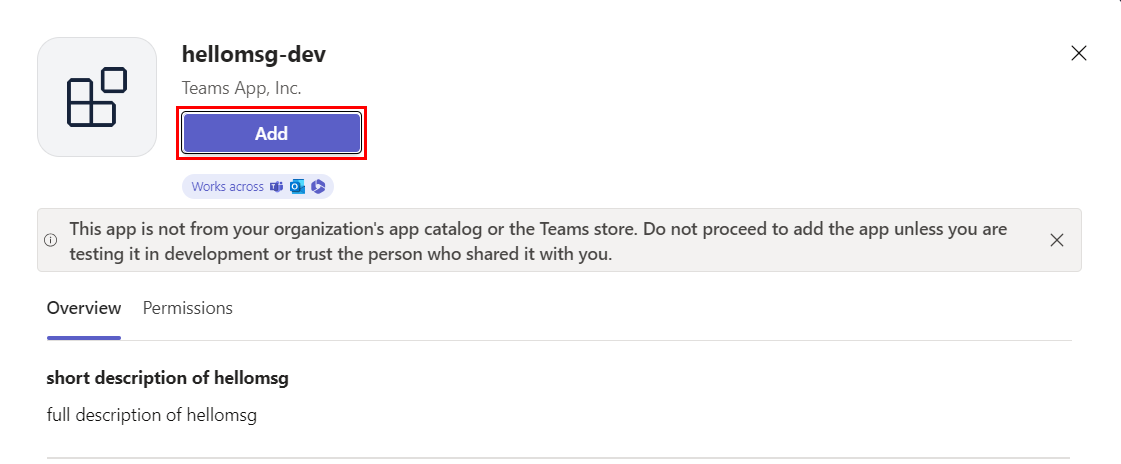 hellomsg-dev
Teams App, Inc.
Add
Works across
This app is not from your organization's app catalog or the Teams store. Do not proceed to add the app unless you are
testing it in development or trust the person who shared it with you.
Overview Permissions
short description of hellomsg
full description of hellomsg